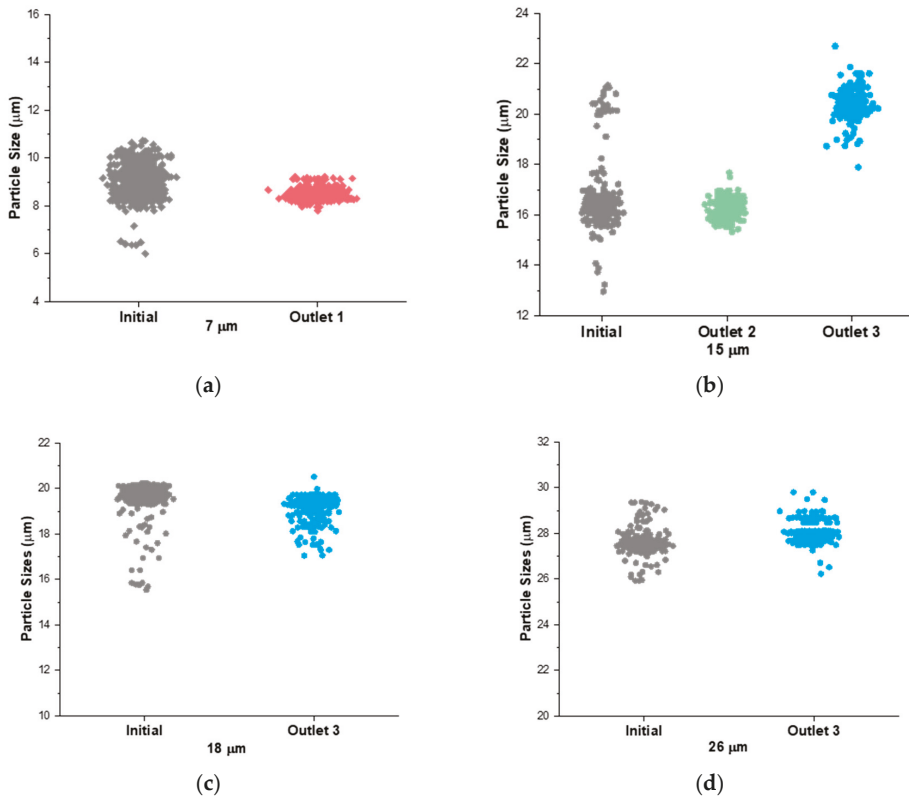 16
14
12
10
8
6
4
Particle Size (μm)
Initial
Outlet 1
7 μm
(a)
24
22
20
18
16
14
12
Particle Size (μm)
Initial
Outlet 2
Outlet 3
15 μm
(b)
22
20
18
16
14
12
10
Particle Sizes (μm)
Initial
Outlet 3
18 μm
(c)
32
30
28
26
24
22
20
Particle Sizes (μm)
Initial
Outlet 3
26 μm
(d)